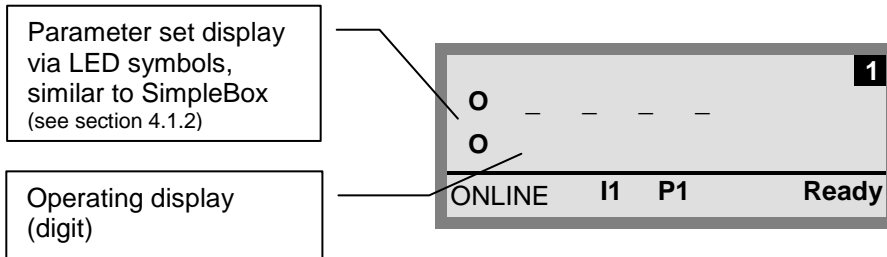 Parameter set display
via LED symbols,
similar to SimpleBox
(see section 4.1.2)
Operating display
(digit)
1
O _ _ _ _
O
ONLINE I1 P1 Ready